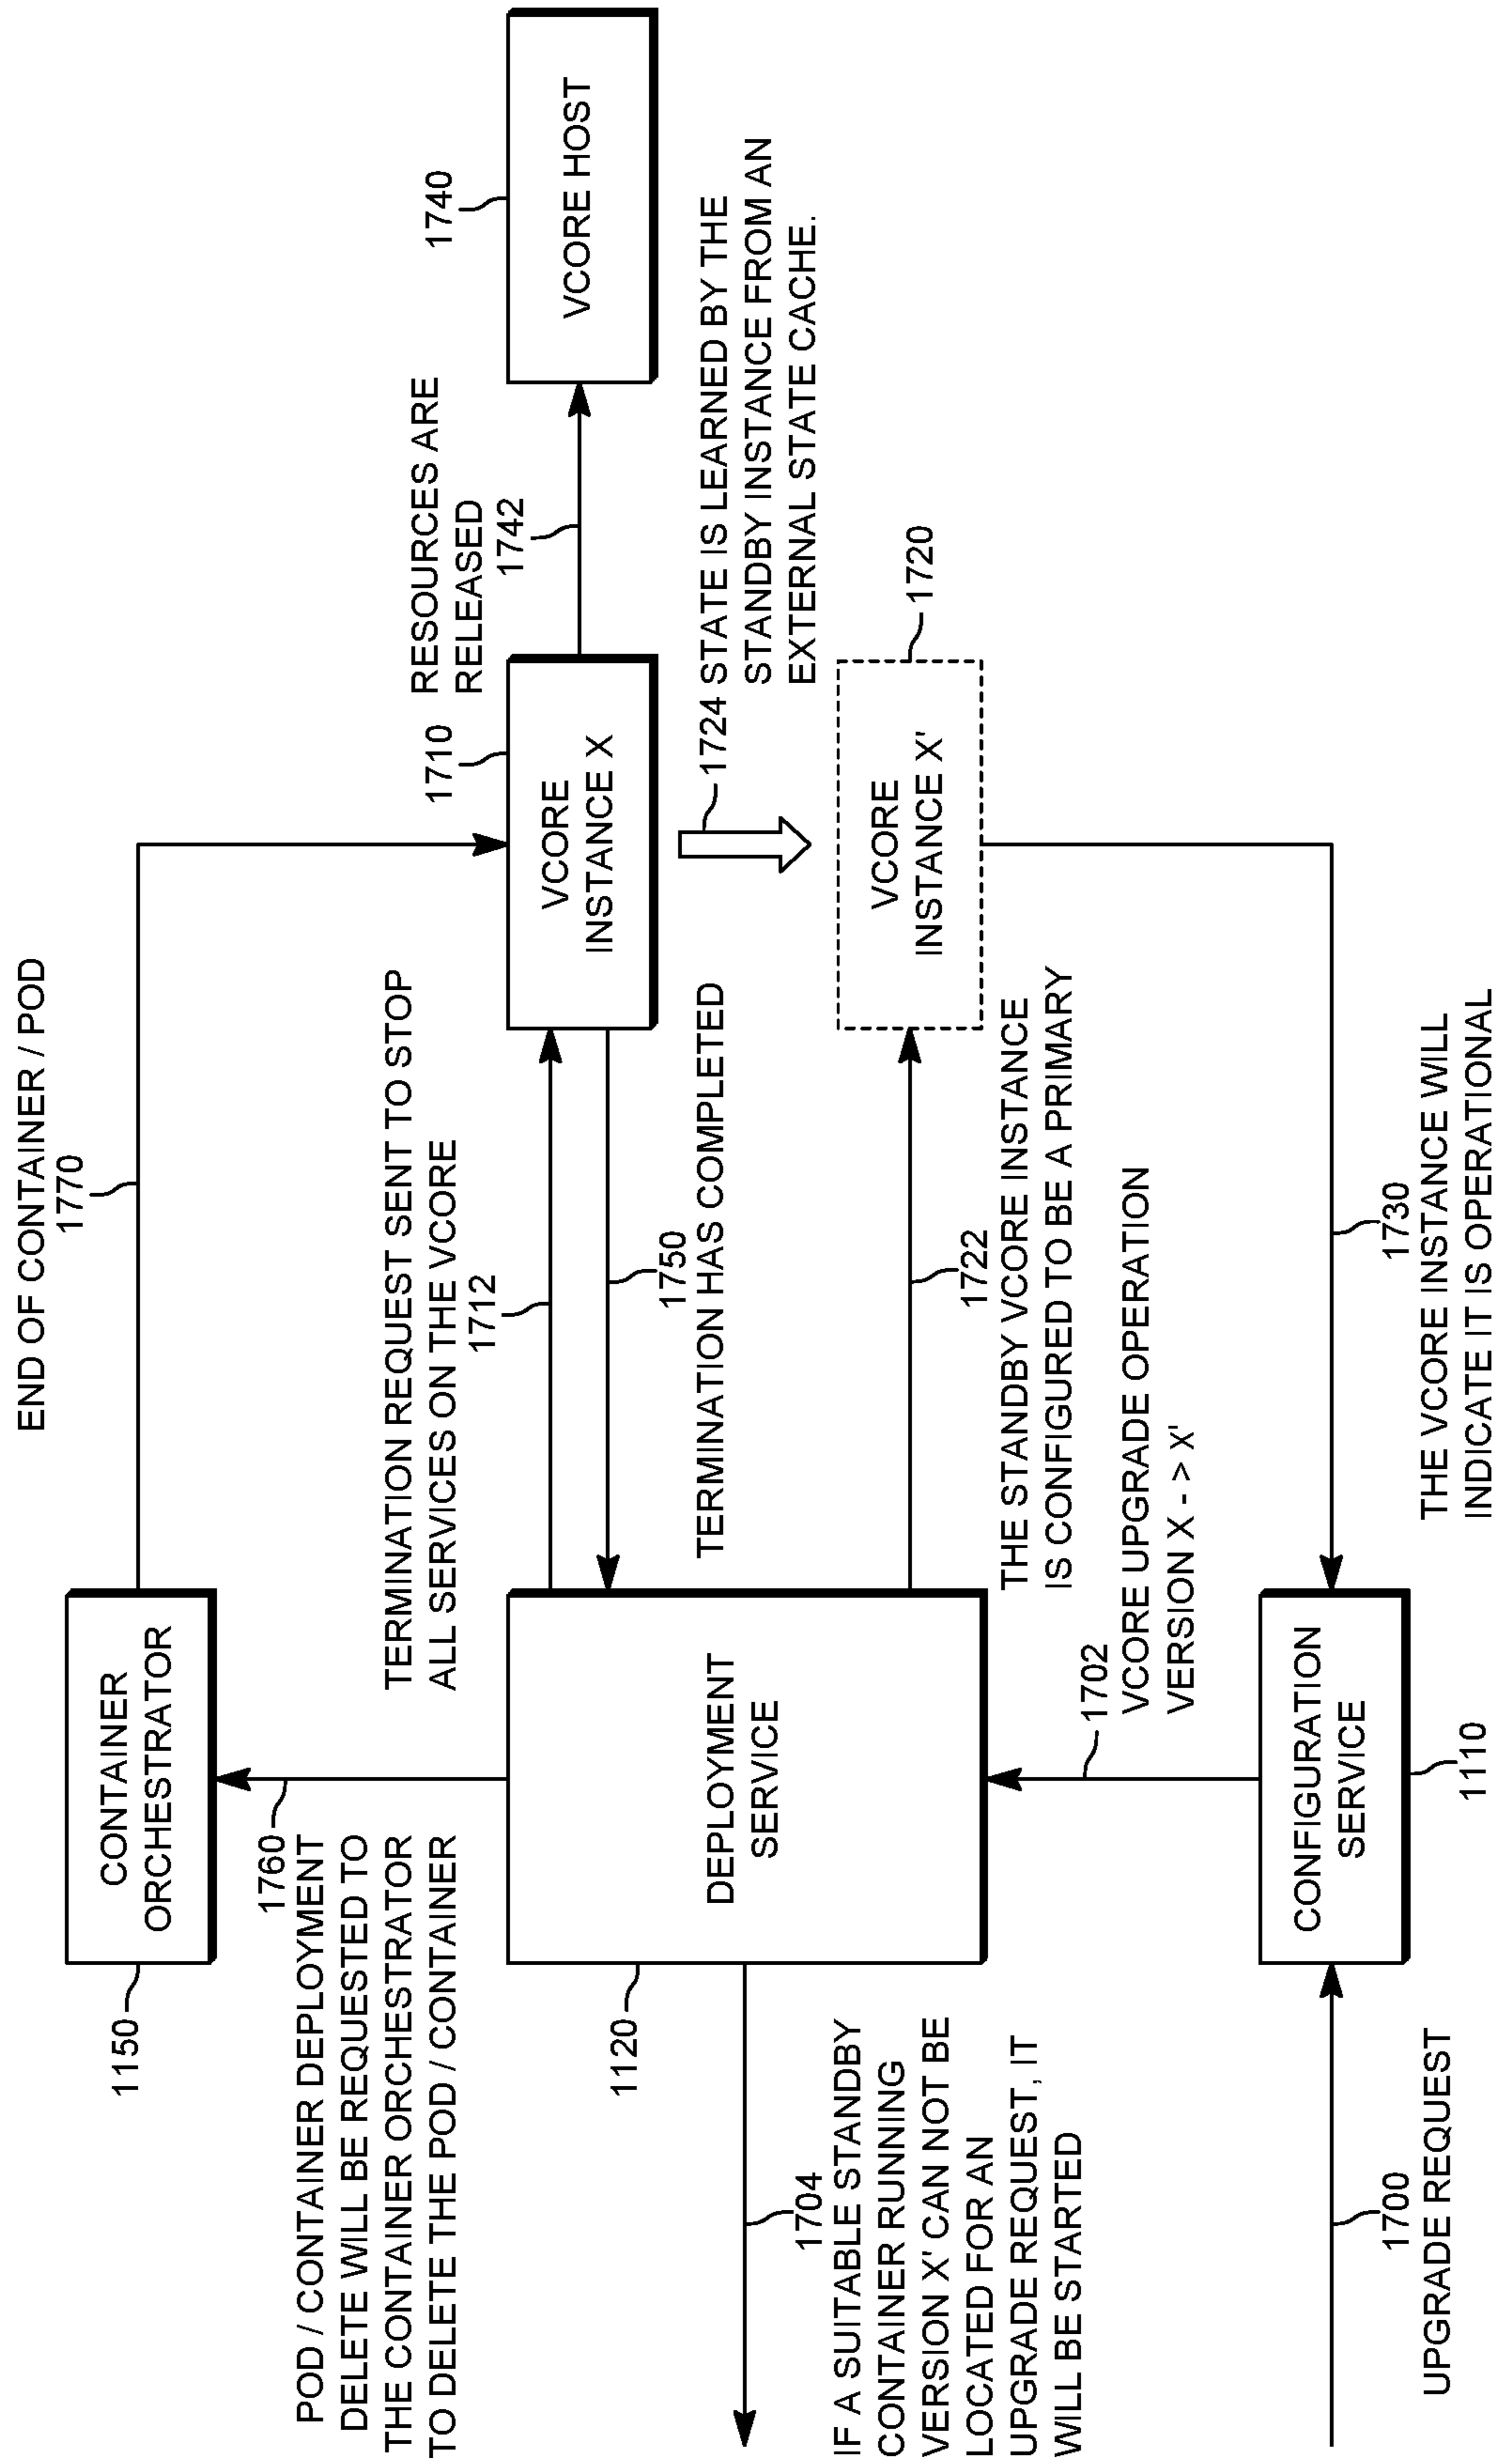 END OF CONTAINER / POD
1770
CONTAINER
ORCHESTRATOR
1150
1760
POD / CONTAINER DEPLOYMENT
DELETE WILL BE REQUESTED TO
THE CONTAINER ORCHESTRATOR
TO DELETE THE POD / CONTAINER
TERMINATION REQUEST SENT TO STOP
ALL SERVICES ON THE VCORE
1712
1710
VCORE
INSTANCE X
RESOURCES ARE
RELEASED
1742
1740
VCORE HOST
1750
TERMINATION HAS COMPLETED
1724 STATE IS LEARNED BY THE
STANDBY INSTANCE FROM AN
EXTERNAL STATE CACHE.
1120
DEPLOYMENT
SERVICE
1704
IF A SUITABLE STANDBY
CONTAINER RUNNING
VERSION X' CAN NOT BE
LOCATED FOR AN
UPGRADE REQUEST, IT
WILL BE STARTED
1722
THE STANDBY VCORE INSTANCE
IS CONFIGURED TO BE A PRIMARY
VCORE
INSTANCE X'
1720
1702
VCORE UPGRADE OPERATION
VERSION X - > X'
CONFIGURATION
SERVICE
1110
1700
UPGRADE REQUEST
1730
THE VCORE INSTANCE WILL
INDICATE IT IS OPERATIONAL